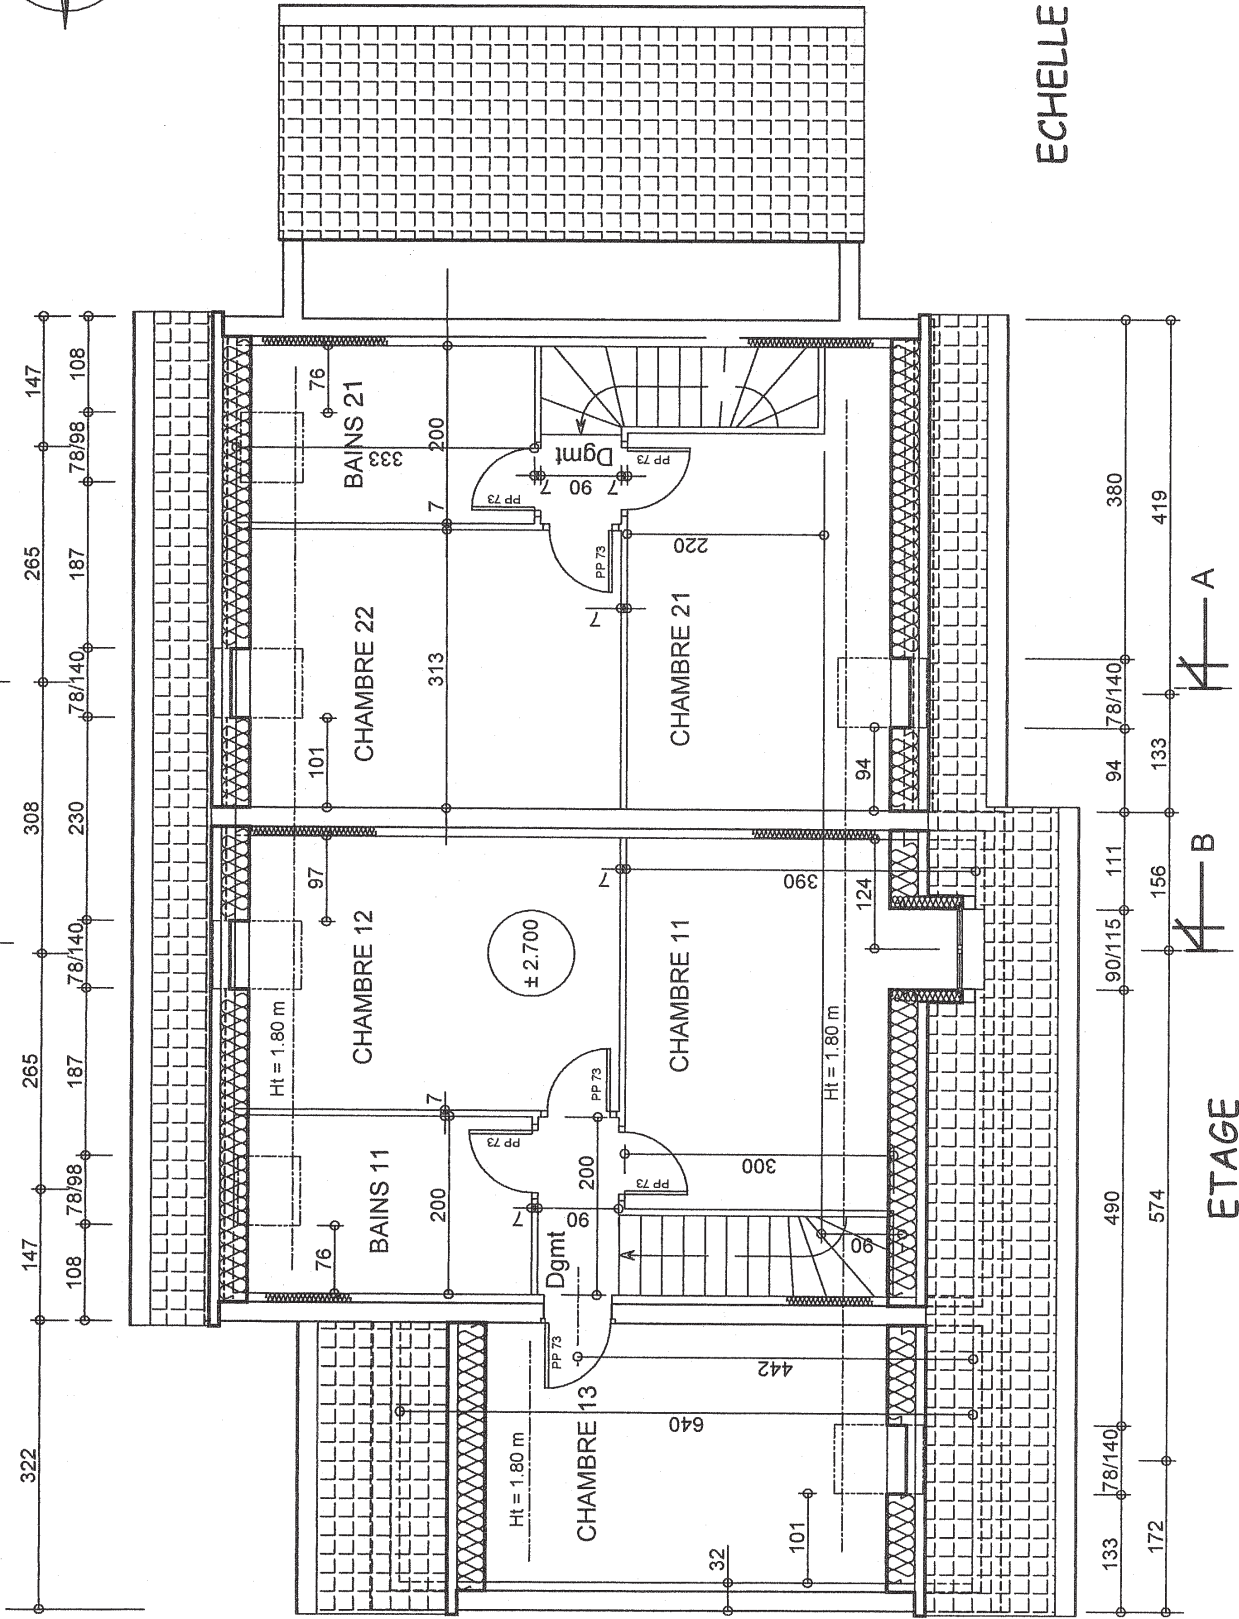 ECHELLE
ETAGE
147
265
308
265
147
322
108
78/98
187
78/140
230
78/140
187
78/98
108
76
BAINS 21
333
200
7
PP 73
7
90
7
Dgmt
PP 73
PP 73
CHAMBRE 22
313
101
7
220
CHAMBRE 21
94
97
CHAMBRE 12
± 2.700
7
390
124
CHAMBRE 11
Ht = 1.80 m
Ht = 1.80 m
PP 73
7
BAINS 11
200
76
PP 73
7
90
200
PP 73
300
Dgmt
90
PP 73
442
640
CHAMBRE 13
Ht = 1.80 m
101
32
380
78/140
94
111
90/115
490
78/140
133
419
133
156
574
172
A
B